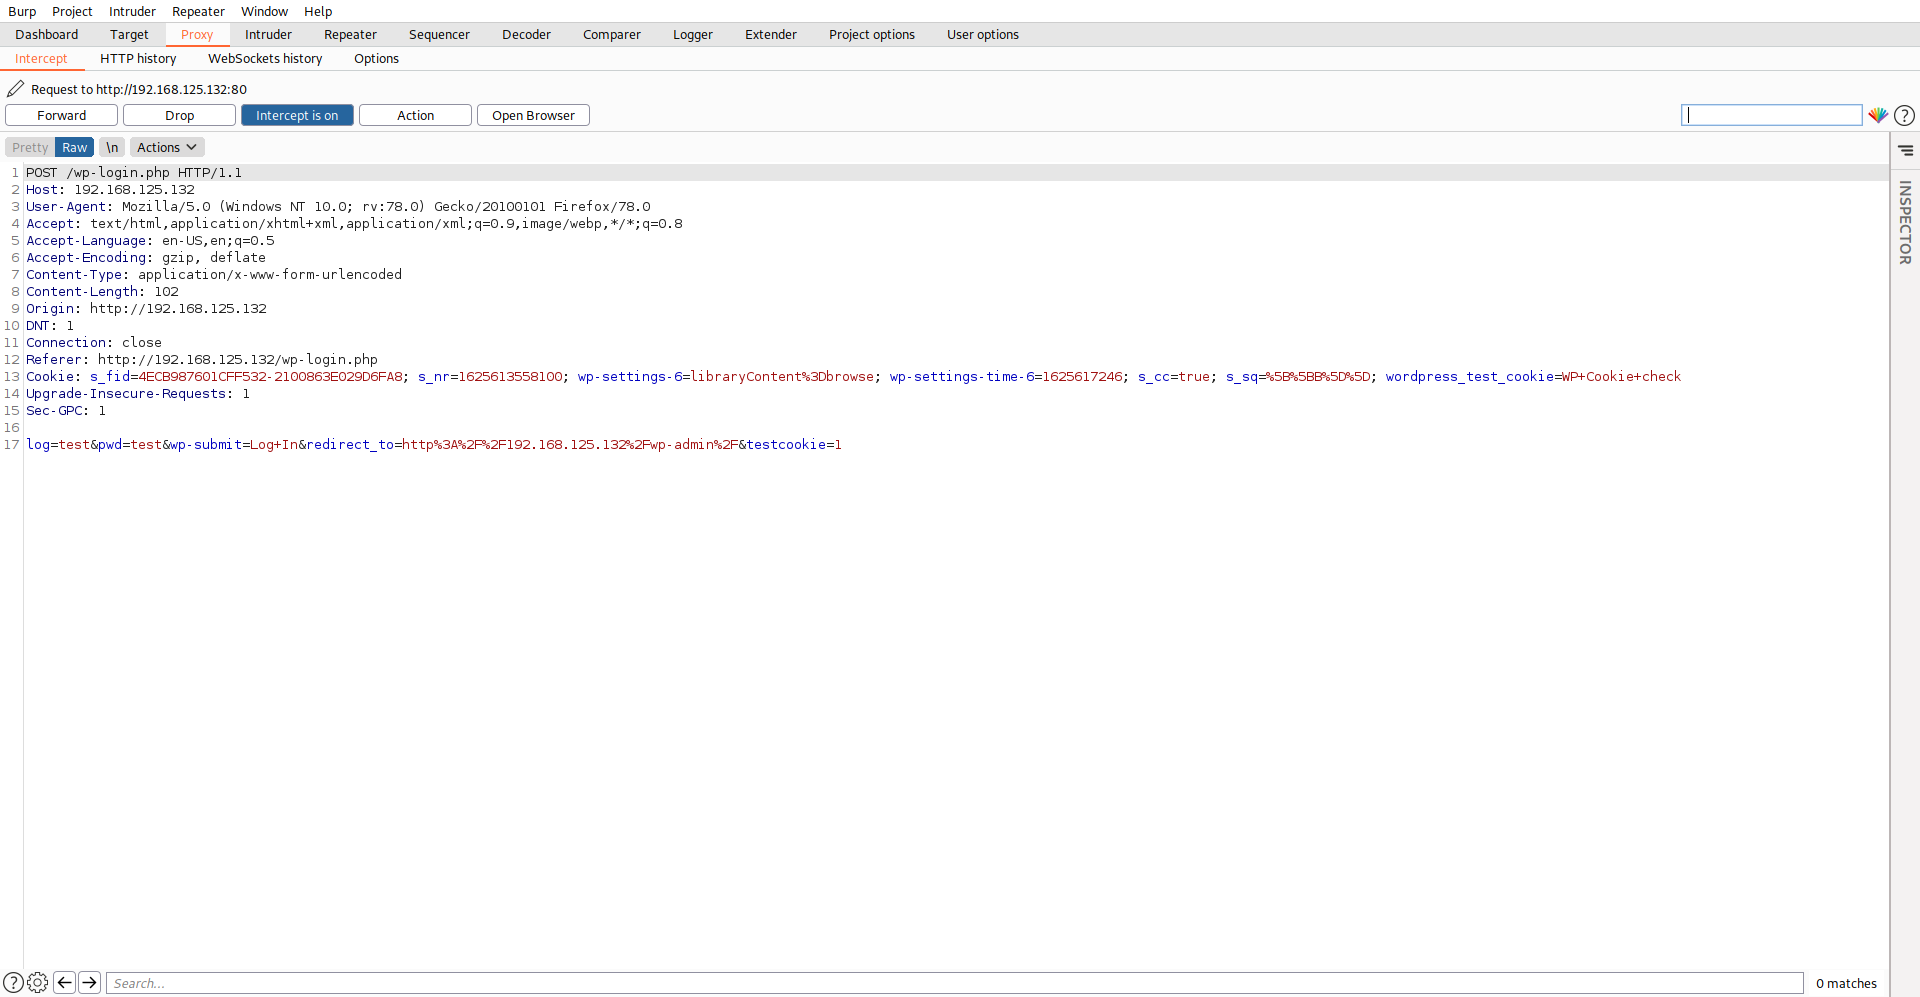 Burp Project Intruder Repeater Window Help
Dashboard Target Proxy Intruder Repeater Sequencer Decoder Comparer Logger Extender Project options User options
Intercept HTTP history WebSockets history Options
Request to http://192.168.125.132:80
Forward Drop Intercept is on Action Open Browser ?
Pretty Raw \n Actions
INSPECTOR
1 POST /wp-login.php HTTP/1.1
2 Host: 192.168.125.132
3 User-Agent: Mozilla/5.0 (Windows NT 10.0; rv:78.0) Gecko/20100101 Firefox/78.0
4 Accept: text/html,application/xhtml+xml,application/xml;q=0.9,image/webp,*/*;q=0.8
5 Accept-Language: en-US,en;q=0.5
6 Accept-Encoding: gzip, deflate
7 Content-Type: application/x-www-form-urlencoded
8 Content-Length: 102
9 Origin: http://192.168.125.132
10 DNT: 1
11 Connection: close
12 Referer: http://192.168.125.132/wp-login.php
13 Cookie: s_fid=4ECB987601CFF532-2100863E029D6FA8; s_nr=1625613558100; wp-settings-6=libraryContent%3Dbrowse; wp-settings-time-6=1625617246; s_cc=true; s_sq=%5B%5BB%5D%5D; wordpress_test_cookie=WP+Cookie+check
14 Upgrade-Insecure-Requests: 1
15 Sec-GPC: 1
16
17 log=test&pwd=test&wp-submit=Log+In&redirect_to=http%3A%2F%2F192.168.125.132%2Fwp-admin%2F&testcookie=1
? Search... 0 matches